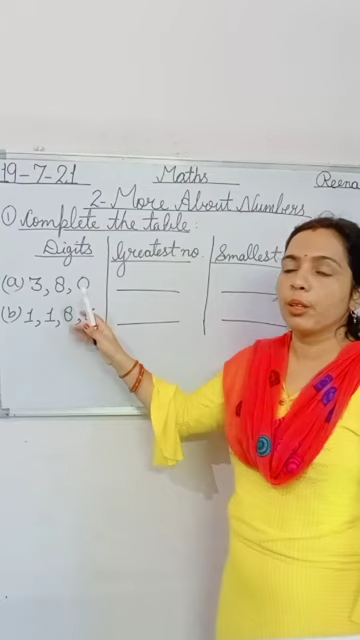 19-7-21 Maths Reena
2- More About Numbers
① Complete the table:
Digits Greatest no. Smallest
(a) 3, 8, 0
(b) 1, 1, 8,